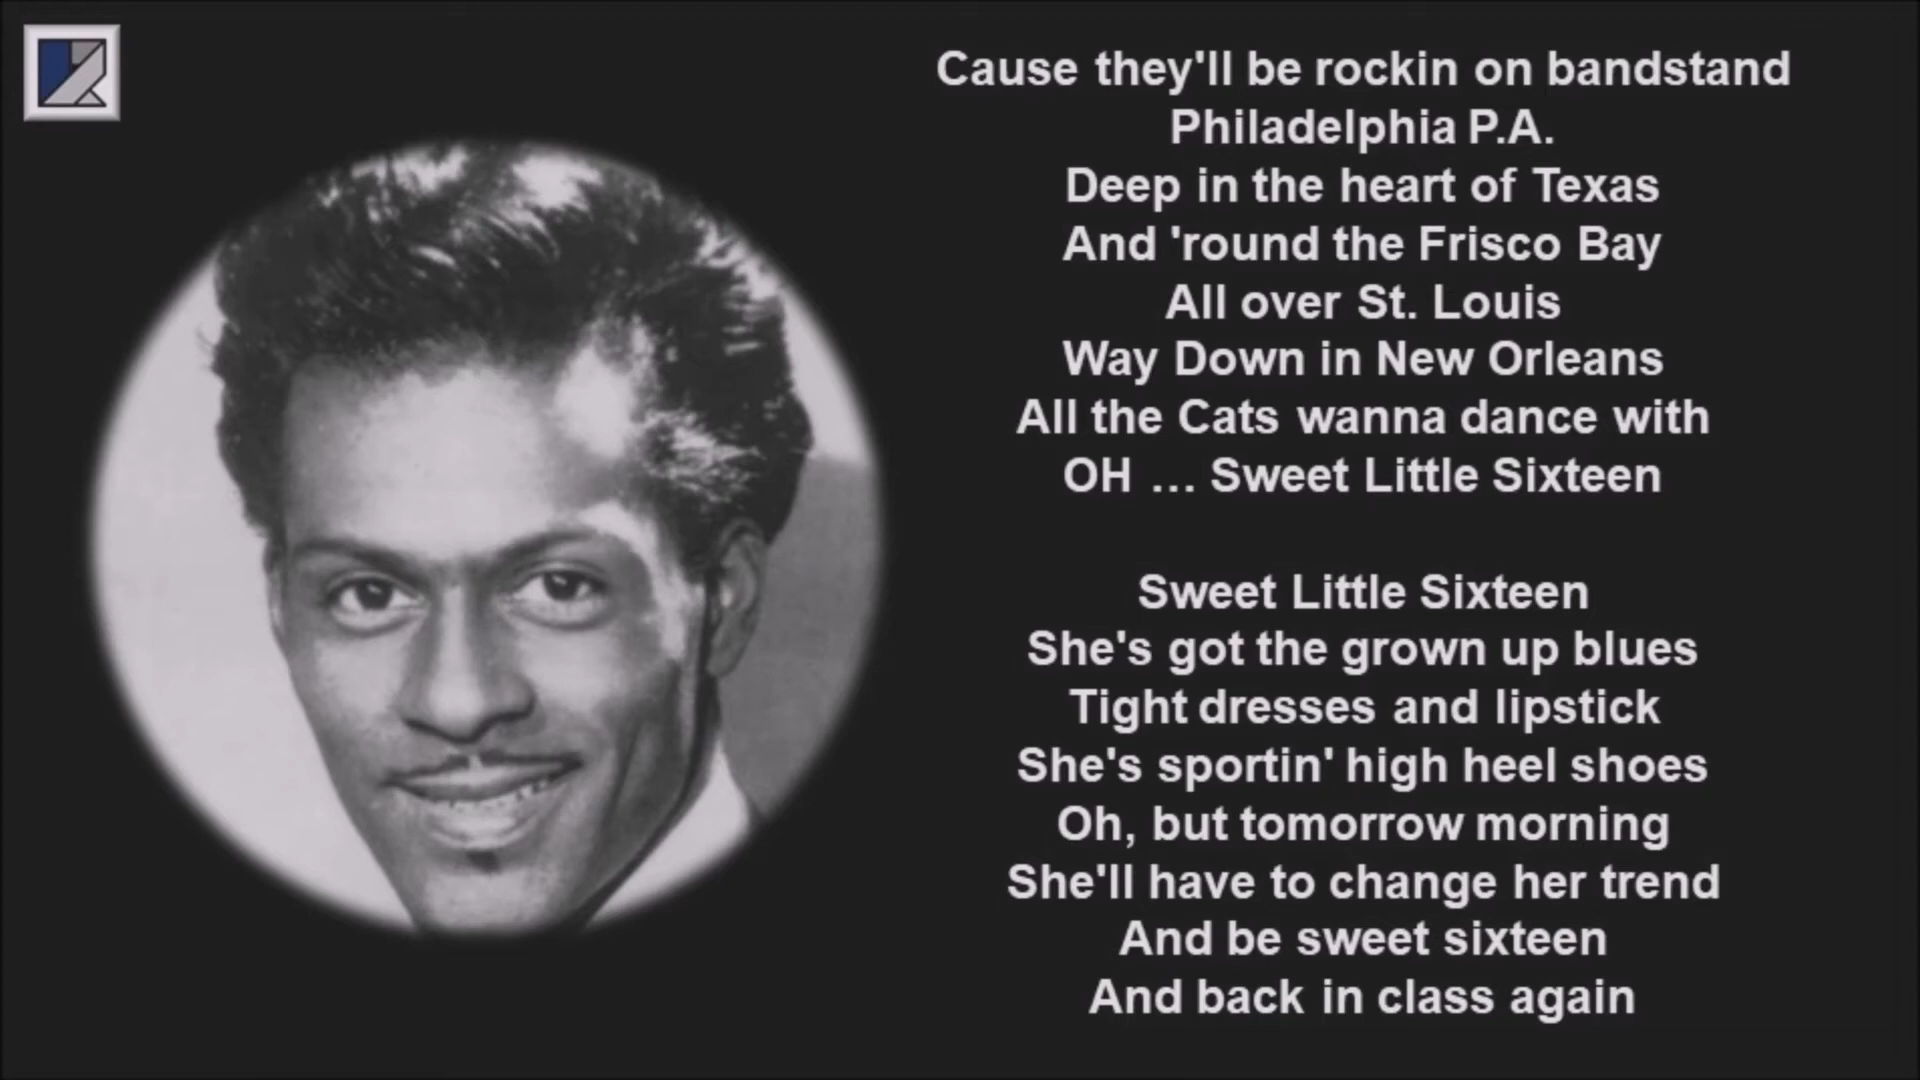 Cause they'll be rockin on bandstand
Philadelphia P.A.
Deep in the heart of Texas
And 'round the Frisco Bay
All over St. Louis
Way Down in New Orleans
All the Cats wanna dance with
OH ... Sweet Little Sixteen
Sweet Little Sixteen
She's got the grown up blues
Tight dresses and lipstick
She's sportin' high heel shoes
Oh, but tomorrow morning
She'll have to change her trend
And be sweet sixteen
And back in class again